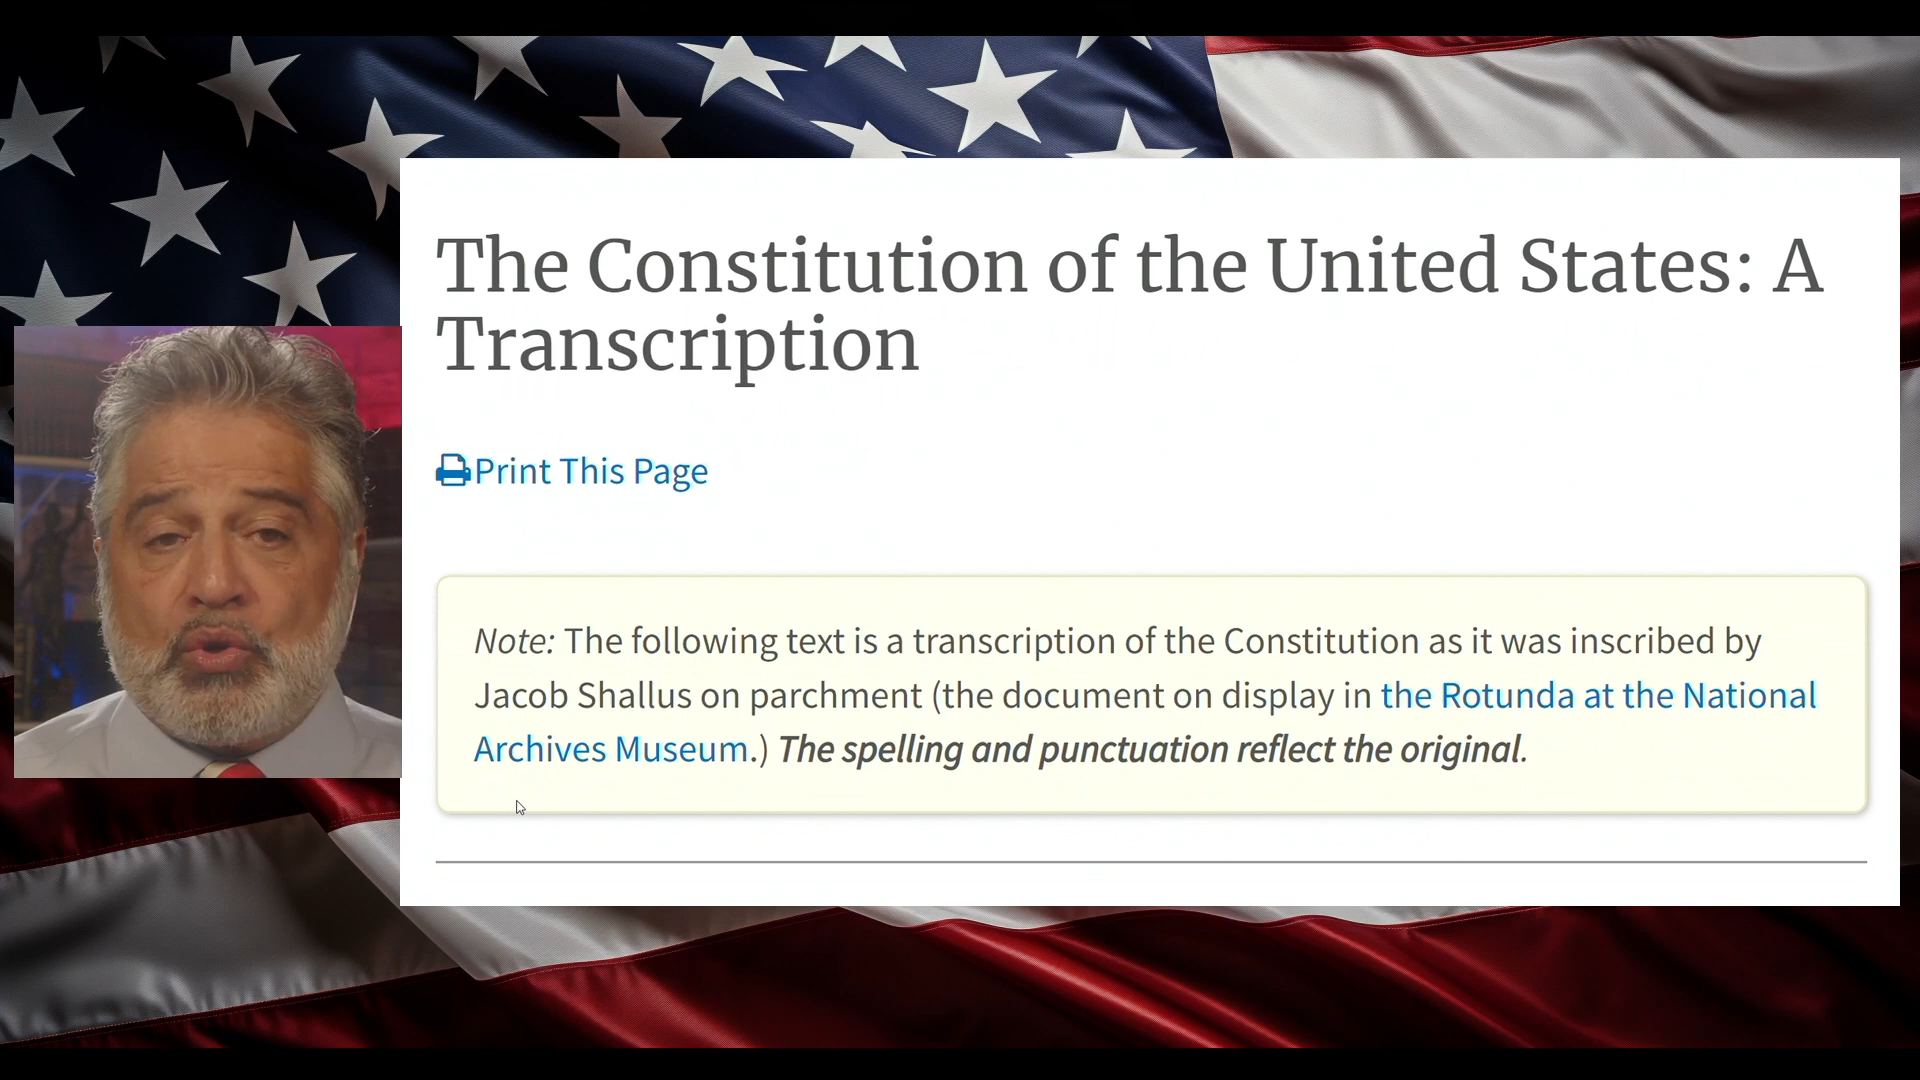 The Constitution of the United States: A
Transcription
Print This Page
Note: The following text is a transcription of the Constitution as it was inscribed by
Jacob Shallus on parchment (the document on display in the Rotunda at the National
Archives Museum.) The spelling and punctuation reflect the original.